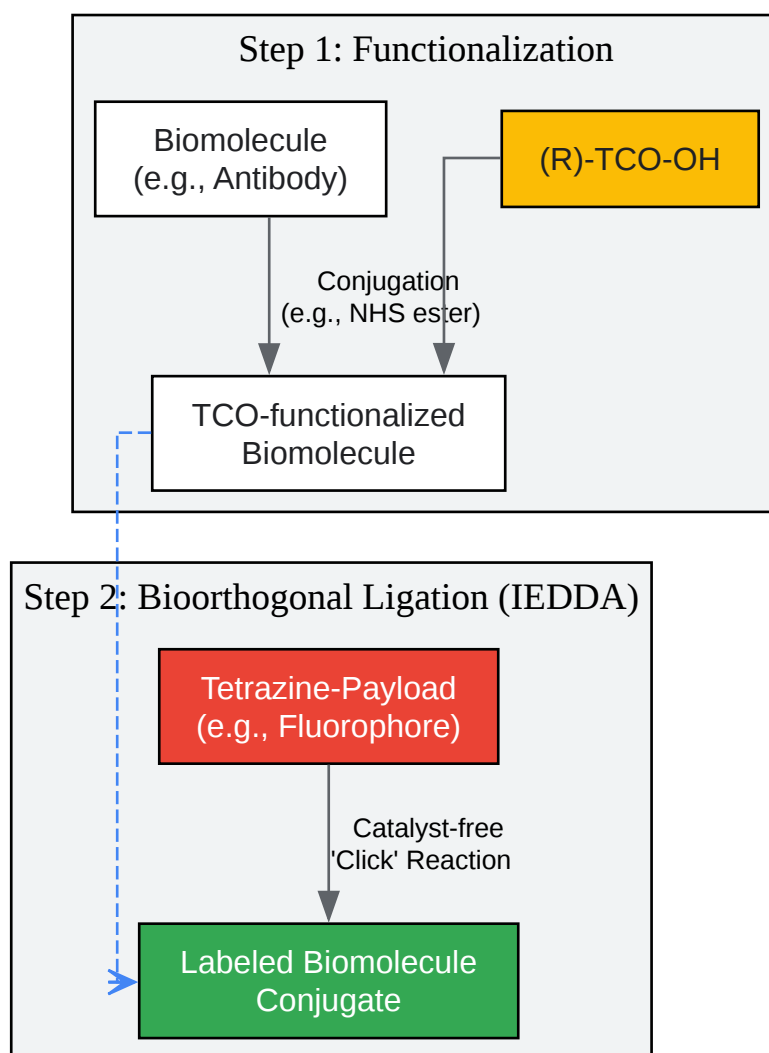 Step 1: Functionalization
Biomolecule
(e.g., Antibody)
(R)-TCO-OH
Conjugation
(e.g., NHS ester)
TCO-functionalized
Biomolecule
Step 2: Bioorthogonal Ligation (IEDDA)
Tetrazine-Payload
(e.g., Fluorophore)
Catalyst-free
'Click' Reaction
Labeled Biomolecule
Conjugate